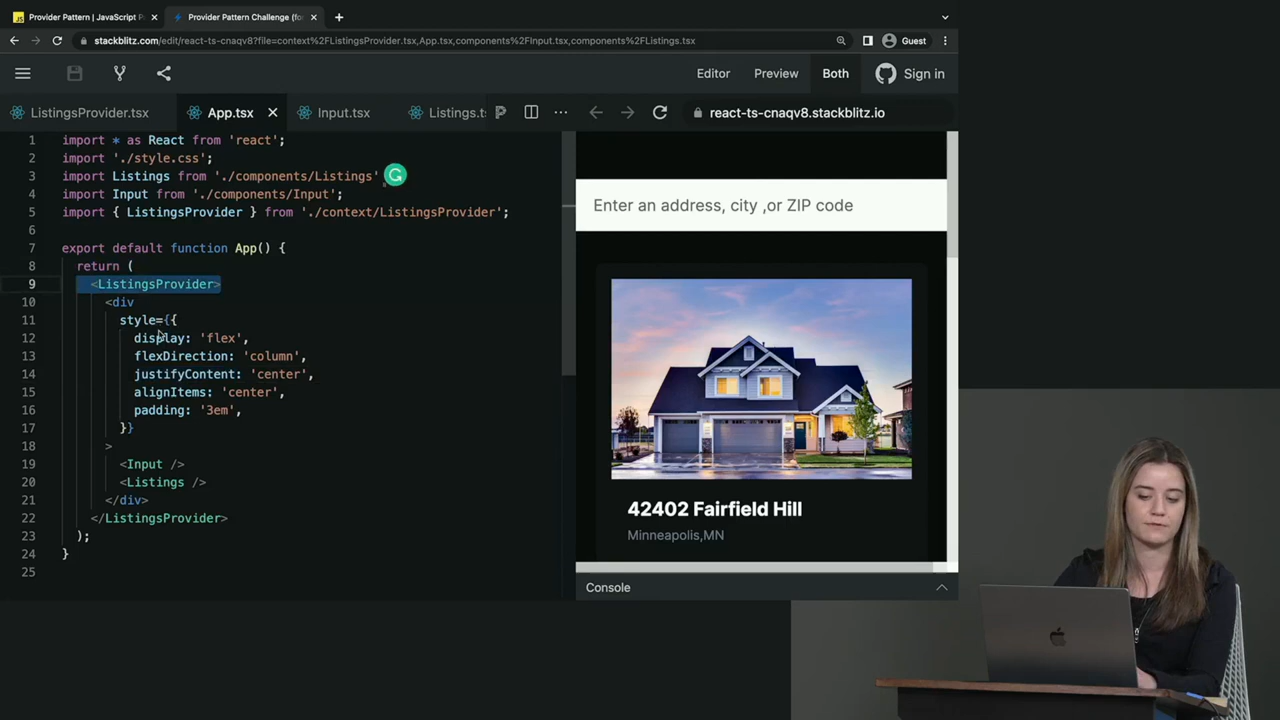 Provider Pattern | JavaScript P
Provider Pattern Challenge (fo
stackblitz.com/edit/react-ts-cnaqv8?file=context%2FListingsProvider.tsx,App.tsx,components%2FInput.tsx,components%2FListings.tsx
Guest
Editor
Preview
Both
Sign in
ListingsProvider.tsx
App.tsx
Input.tsx
Listings.t
react-ts-cnaqv8.stackblitz.io
1 import * as React from 'react';
2 import './style.css';
3 import Listings from './components/Listings'
4 import Input from './components/Input';
5 import { ListingsProvider } from './context/ListingsProvider';
6
7 export default function App() {
8 return (
9 <ListingsProvider>
10 <div
11 style={{
12 display: 'flex',
13 flexDirection: 'column',
14 justifyContent: 'center',
15 alignItems: 'center',
16 padding: '3em',
17 }}
18 >
19 <Input />
20 <Listings />
21 </div>
22 </ListingsProvider>
23 );
24 }
25
Enter an address, city ,or ZIP code
42402 Fairfield Hill
Minneapolis,MN
Console